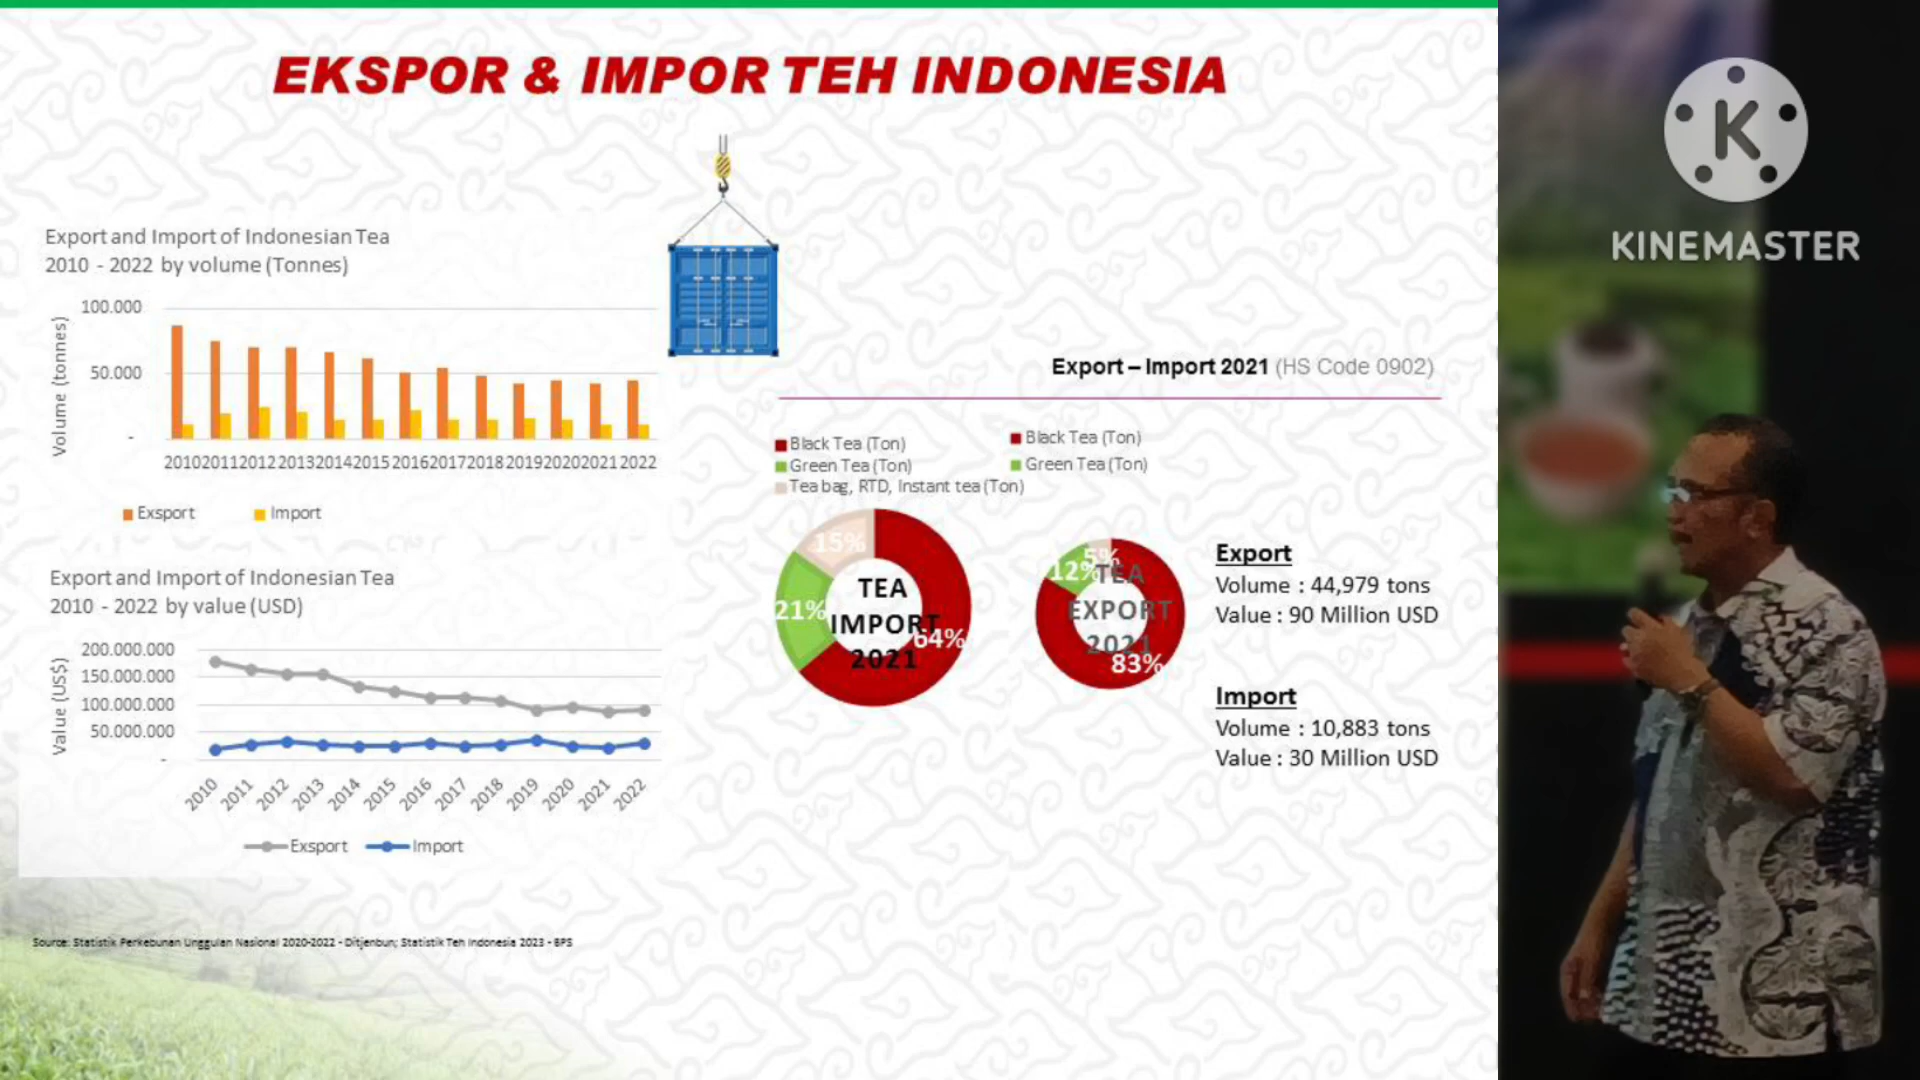 EKSPOR & IMPOR TEH INDONESIA
Export and Import of Indonesian Tea
2010 - 2022 by volume (Tonnes)
Volume (tonnes)
100.000
50.000
-
2010 2011 2012 2013 2014 2015 2016 2017 2018 2019 2020 2021 2022
Exsport Import
Export and Import of Indonesian Tea
2010 - 2022 by value (USD)
Value (US$)
200.000.000
150.000.000
100.000.000
50.000.000
-
2010 2011 2012 2013 2014 2015 2016 2017 2018 2019 2020 2021 2022
Exsport Import
Source: Statistik Perkebunan Unggulan Nasional 2020-2022 - Ditjenbun; Statistik Teh Indonesia 2023 - BPS
Export – Import 2021 (HS Code 0902)
Black Tea (Ton)
Green Tea (Ton)
Tea bag, RTD, Instant tea (Ton)
15%
21%
64%
TEA
IMPORT
2021
Black Tea (Ton)
Green Tea (Ton)
5%
12%
83%
TEA
EXPORT
2021
Export
Volume : 44,979 tons
Value : 90 Million USD
Import
Volume : 10,883 tons
Value : 30 Million USD
K
KINEMASTER